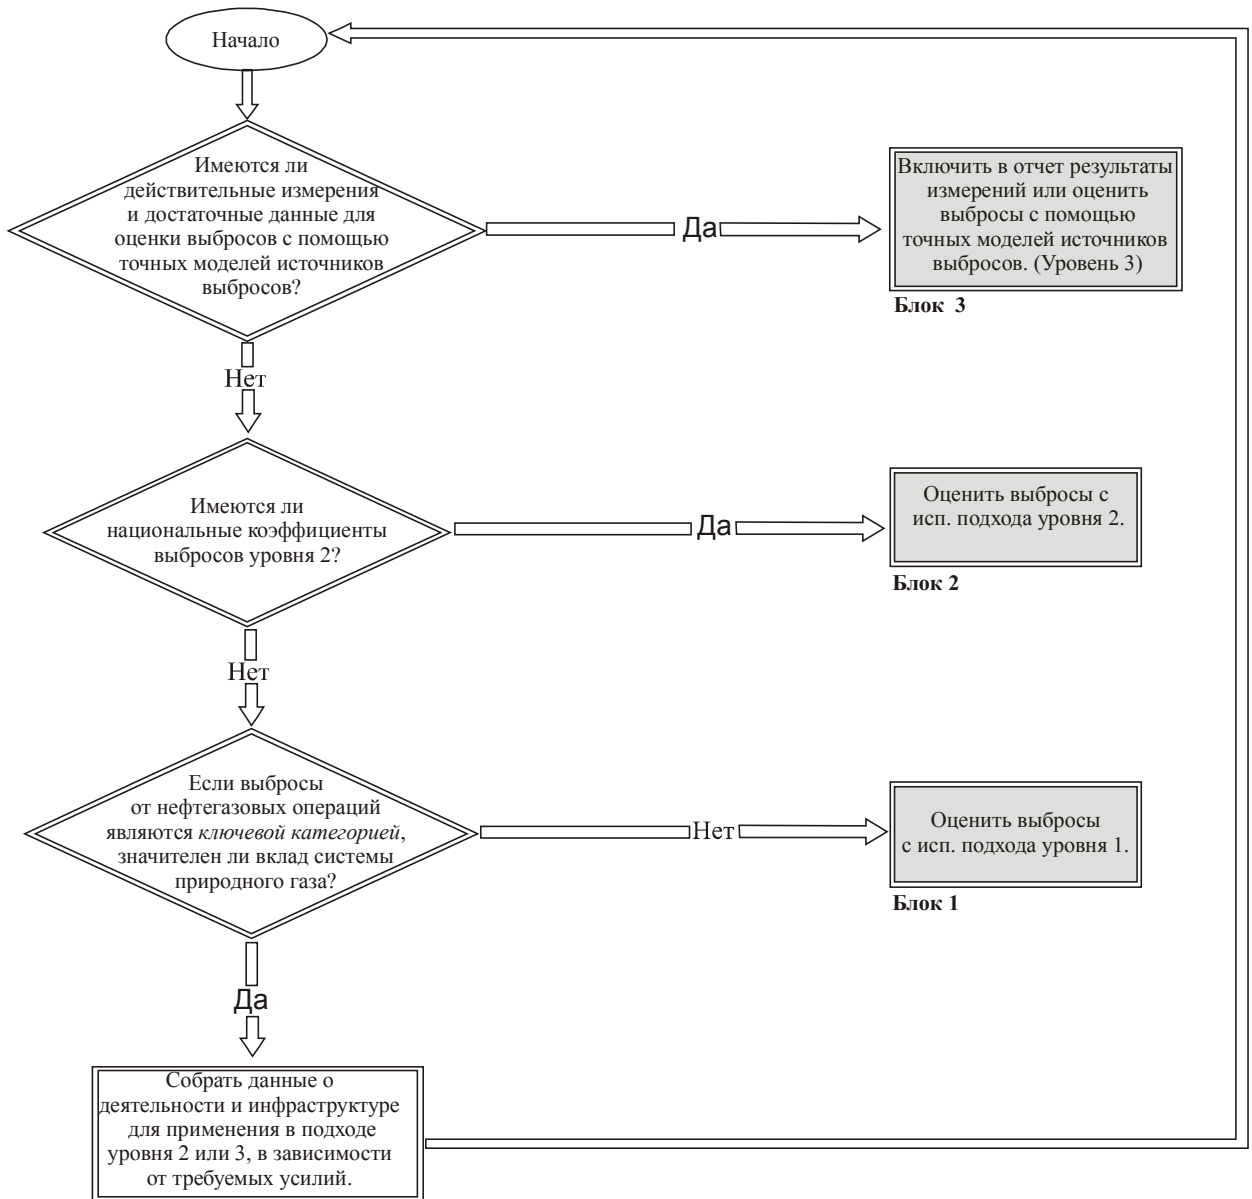 Начало
Имеются ли
действительные измерения
и достаточные данные для
оценки выбросов с помощью
точных моделей источников
выбросов?
Да
Включить в отчет результаты
измерений или оценить
выбросы с помощью
точных моделей источников
выбросов. (Уровень 3)
Блок 3
Нет
Имеются ли
национальные коэффициенты
выбросов уровня 2?
Да
Оценить выбросы с
исп. подхода уровня 2.
Блок 2
Нет
Если выбросы
от нефтегазовых операций
являются ключевой категорией,
значителен ли вклад системы
природного газа?
Нет
Оценить выбросы
с исп. подхода уровня 1.
Блок 1
Да
Собрать данные о
деятельности и инфраструктуре
для применения в подходе
уровня 2 или 3, в зависимости
от требуемых усилий.